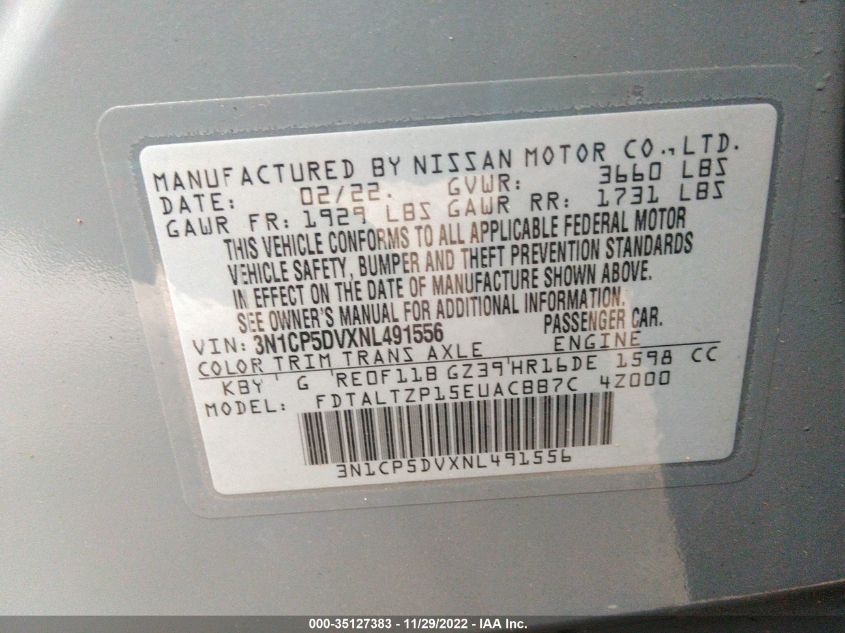 MANUFACTURED BY NISSAN MOTOR CO.,LTD.
DATE: 02/22. GVWR: 3660 LBS
GAWR FR: 1929 LBS GAWR RR: 1731 LBS
THIS VEHICLE CONFORMS TO ALL APPLICABLE FEDERAL MOTOR
VEHICLE SAFETY, BUMPER AND THEFT PREVENTION STANDARDS
IN EFFECT ON THE DATE OF MANUFACTURE SHOWN ABOVE.
SEE OWNER'S MANUAL FOR ADDITIONAL INFORMATION.
VIN: 3N1CP5DVXNL491556 PASSENGER CAR.
COLOR TRIM TRANS AXLE ENGINE
KBY G RE0F11B GZ39 HR16DE 1598 CC
MODEL: FDTALTZP15EUACBB7C 4Z000
3N1CP5DVXNL491556
000-35127383 - 11/29/2022 - IAA Inc.